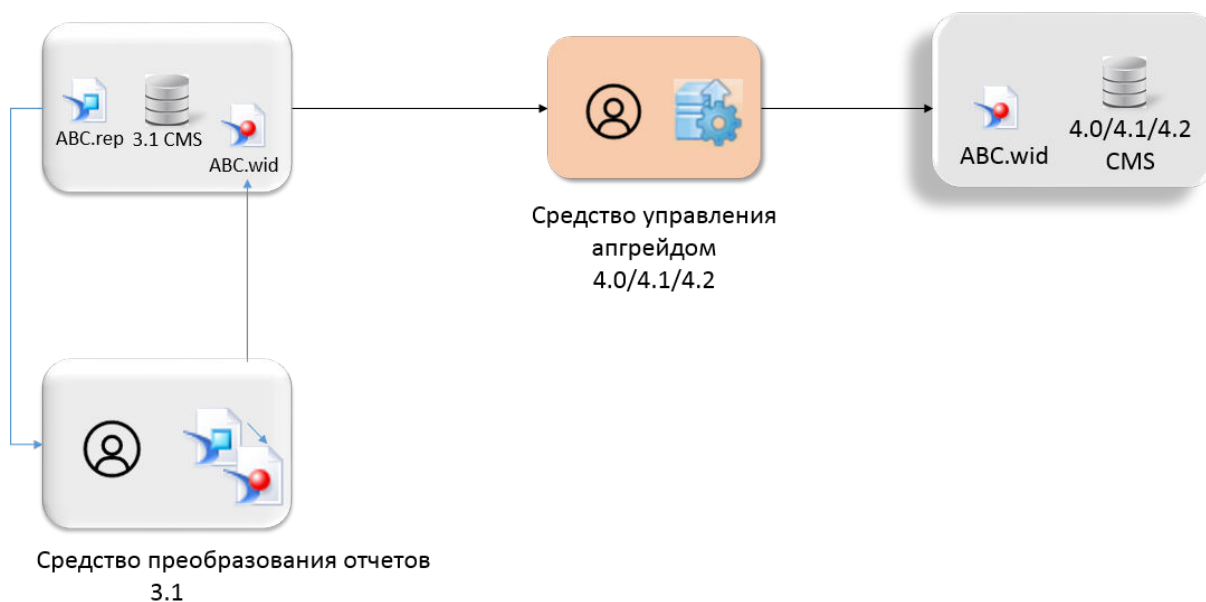 ABC.rep
3.1 CMS
ABC.wid
Средство управления
апгрейдом
4.0/4.1/4.2
ABC.wid
4.0/4.1/4.2
CMS
Средство преобразования отчетов
3.1